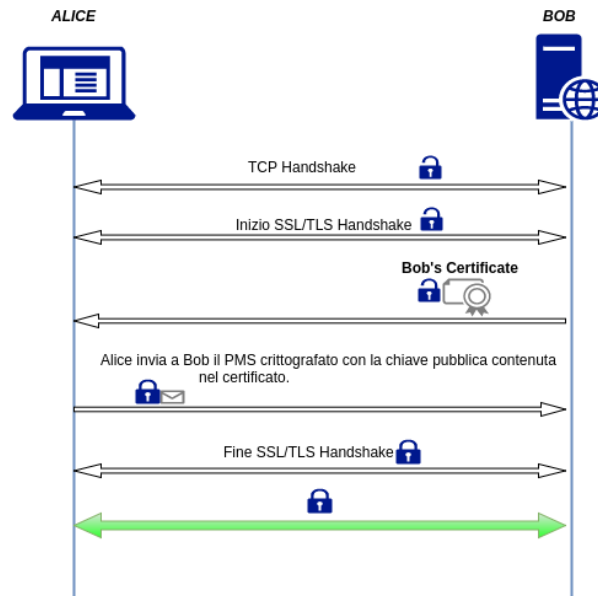 ALICE
BOB
TCP Handshake
Inizio SSL/TLS Handshake
Bob's Certificate
Alice invia a Bob il PMS crittografato con la chiave pubblica contenuta
nel certificato.
Fine SSL/TLS Handshake